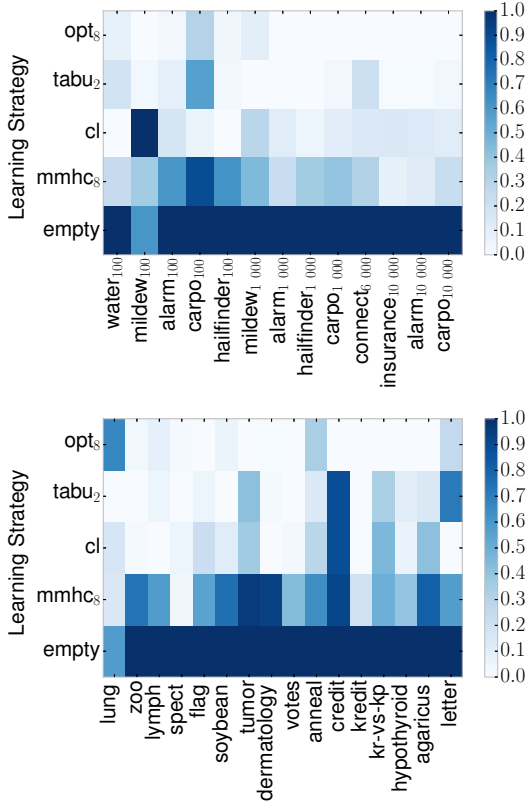 Learning Strategy
opt8
tabu2
cl
mmhc8
empty
1.0
0.9
0.8
0.7
0.6
0.5
0.4
0.3
0.2
0.1
0.0
water100
mildew100
alarm100
carpo100
hailfinder100
mildew1 000
alarm1 000
hailfinder1 000
carpo1 000
connect6 000
insurance10 000
alarm10 000
carpo10 000
Learning Strategy
opt8
tabu2
cl
mmhc8
empty
1.0
0.9
0.8
0.7
0.6
0.5
0.4
0.3
0.2
0.1
0.0
lung
zoo
lymph
spect
flag
soybean
tumor
dermatology
votes
anneal
credit
kredit
kr-vs-kp
hypothyroid
agaricus
letter